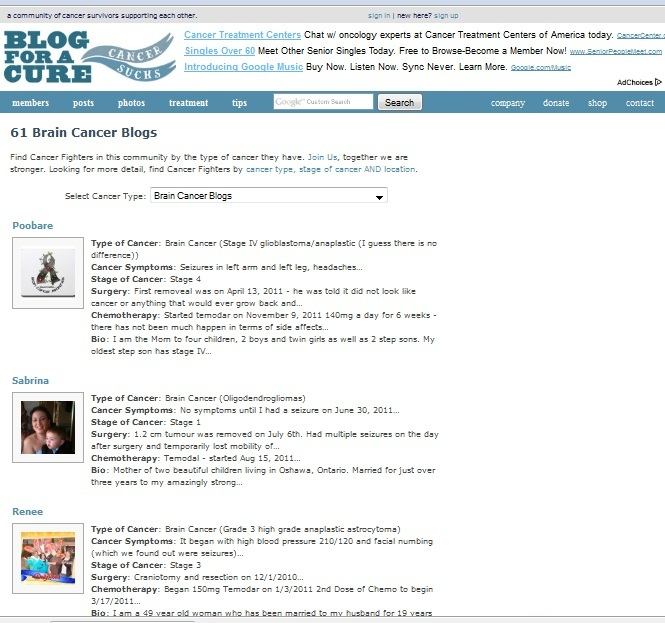 a community of cancer survivors supporting each other.
sign in | new here? sign up
BLOG
FOR A
CURE
CANCER
SUCKS
Cancer Treatment Centers Chat w/ oncology experts at Cancer Treatment Centers of America today. CancerCenter.
Singles Over 60 Meet Other Senior Singles Today. Free to Browse-Become a Member Now! www.SeniorPeopleMeet.com
Introducing Google Music Buy Now. Listen Now. Sync Never. Learn More. Google.com/Music
AdChoices
members posts photos treatment tips Google Custom Search Search company donate shop contact
61 Brain Cancer Blogs
Find Cancer Fighters in this community by the type of cancer they have. Join Us, together we are
stronger. Looking for more detail, find Cancer Fighters by cancer type, stage of cancer AND location.
Select Cancer Type: Brain Cancer Blogs
Poobare
Type of Cancer: Brain Cancer (Stage IV glioblastoma/anaplastic (I guess there is no
difference))
Cancer Symptoms: Seizures in left arm and left leg, headaches...
Stage of Cancer: Stage 4
Surgery: First removeal was on April 13, 2011 - he was told it did not look like
cancer or anything that would ever grow back and...
Chemotherapy: Started temodar on November 9, 2011 140mg a day for 6 weeks -
there has not been much happen in terms of side affects...
Bio: I am the Mom to four children, 2 boys and twin girls as well as 2 step sons. My
oldest step son has stage IV...
Sabrina
Type of Cancer: Brain Cancer (Oligodendrogliomas)
Cancer Symptoms: No symptoms until I had a seizure on June 30, 2011...
Stage of Cancer: Stage 1
Surgery: 1.2 cm tumour was removed on July 6th. Had multiple seizures on the day
after surgery and temporarily lost mobility of...
Chemotherapy: Temodal - started Aug 15, 2011...
Bio: Mother of two beautiful children living in Oshawa, Ontario. Married for just over
three years to my amazingly strong...
Renee
Type of Cancer: Brain Cancer (Grade 3 high grade anaplastic astrocytoma)
Cancer Symptoms: It began with high blood pressure 210/120 and facial numbing
(which we found out were seizures)...
Stage of Cancer: Stage 3
Surgery: Craniotomy and resection on 12/1/2010...
Chemotherapy: Began 150mg Temodar on 1/3/2011 2nd Dose of Chemo to begin
3/17/2011...
Bio: I am a 49 year old woman who has been married to my husband for 19 years